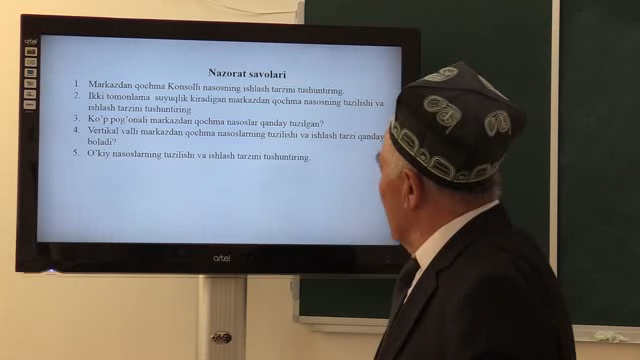 artel
Nazorat savolari
1. Markazdan qochma Konsolli nasosning ishlash tarzini tushuntiring.
2. Ikki tomonlama suyuqlik kiradigan markazdan qochma nasosning tuzilishi va
ishlash tarzini tushuntiring
3. Ko’p pog’onali markazdan qochma nasoslar qanday tuzilgan?
4. Vertikal valli markazdan qochma nasoslarning tuzilishi va ishlash tarzi qanday
boladi?
5. O’kiy nasoslarning tuzilishi va ishlash tarzini tushuntiring.
artel